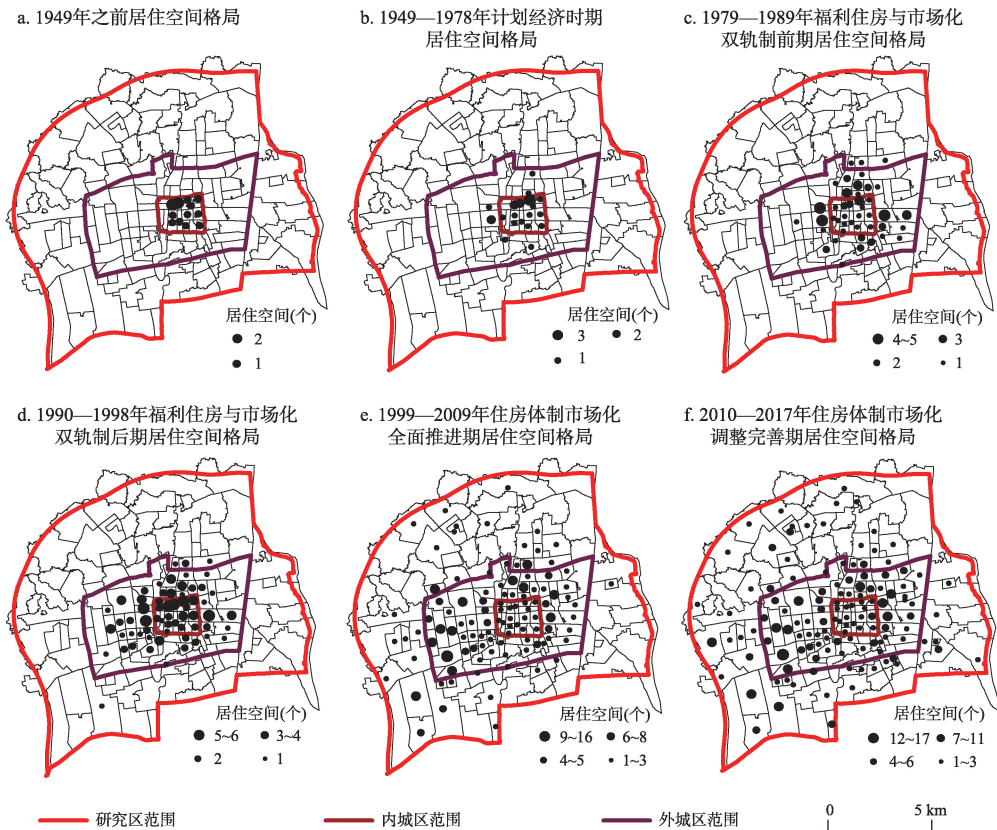 a. 1949年之前居住空间格局
b. 1949—1978年计划经济时期
居住空间格局
c. 1979—1989年福利住房与市场化
双轨制前期居住空间格局
居住空间(个)
2
1
居住空间(个)
3
2
1
居住空间(个)
4~5
3
2
1
d. 1990—1998年福利住房与市场化
双轨制后期居住空间格局
e. 1999—2009年住房体制市场化
全面推进期居住空间格局
f. 2010—2017年住房体制市场化
调整完善期居住空间格局
居住空间(个)
5~6
3~4
2
1
居住空间(个)
9~16
6~8
4~5
1~3
居住空间(个)
12~17
7~11
4~6
1~3
研究区范围
内城区范围
外城区范围
0
5 km